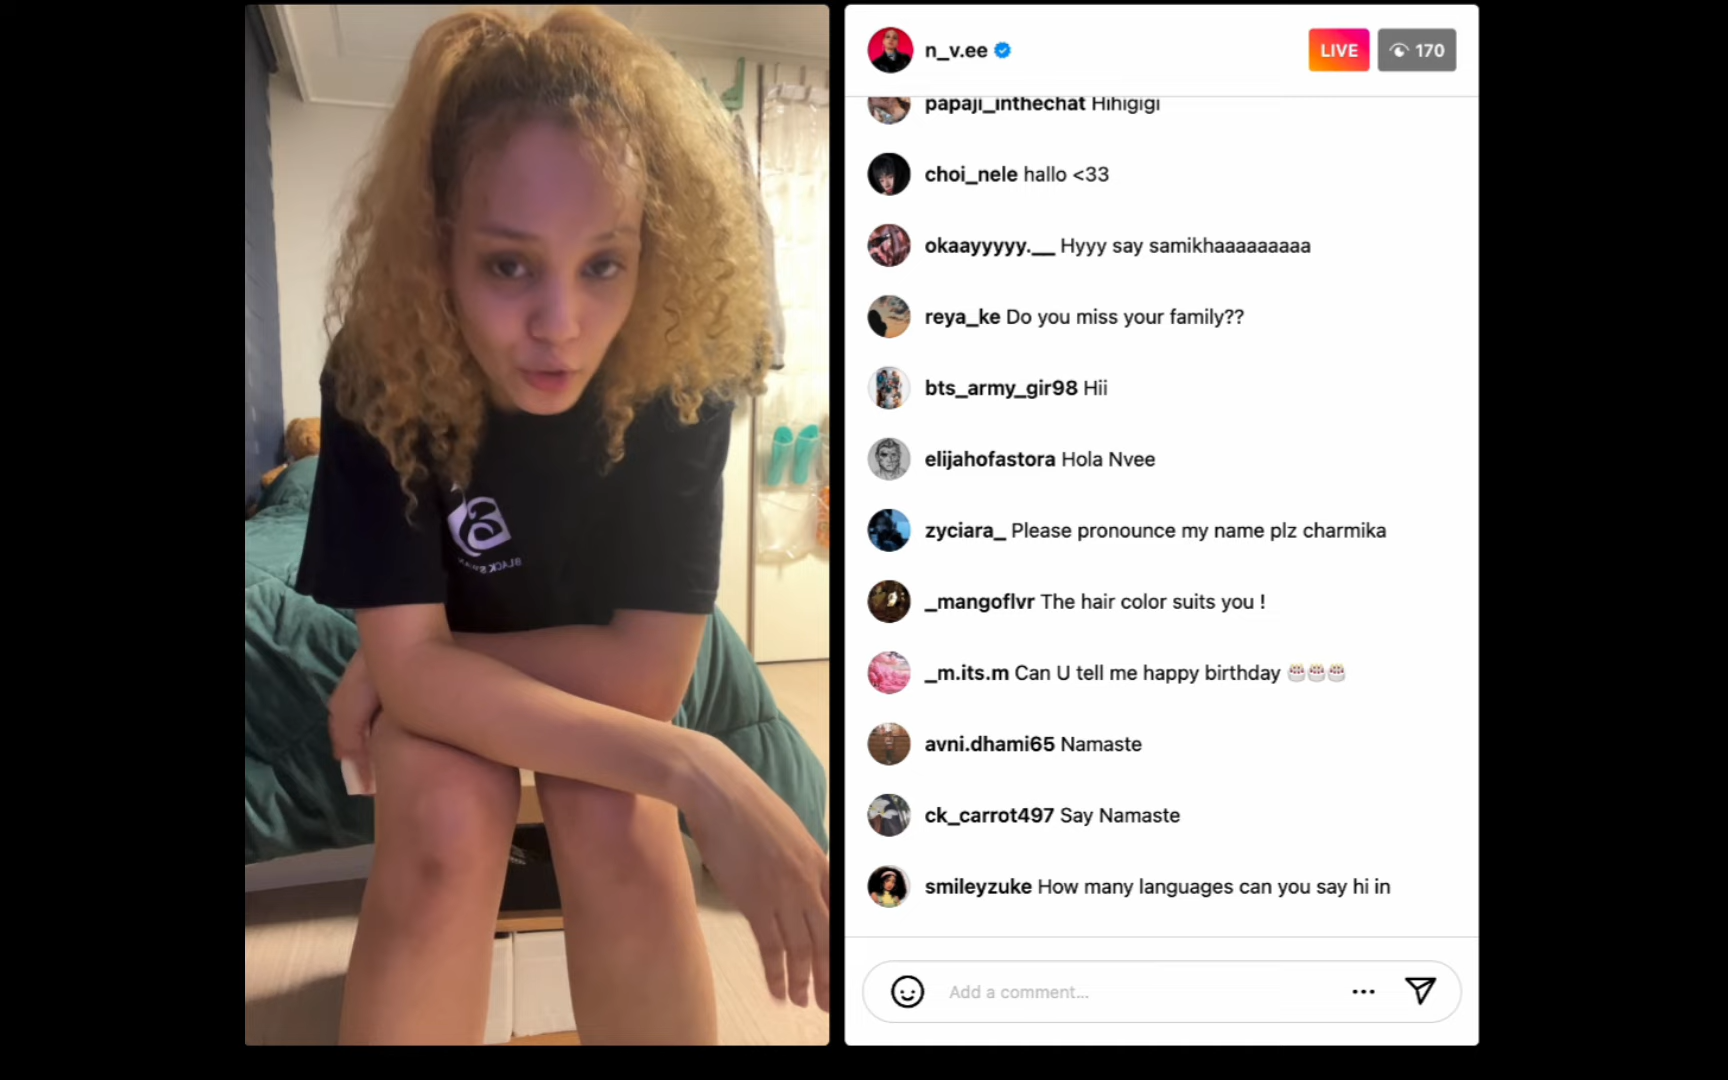 n_v.ee
LIVE
170
papaji_inthechat Hihigigi
choi_nele hallo <33
okaayyyyy.__ Hyyy say samikhaaaaaaaaa
reya_ke Do you miss your family??
bts_army_gir98 Hii
elijahofastora Hola Nvee
zyciara_ Please pronounce my name plz charmika
_mangoflvr The hair color suits you !
_m.its.m Can U tell me happy birthday 🎂🎂🎂
avni.dhami65 Namaste
ck_carrot497 Say Namaste
smileyzuke How many languages can you say hi in
Add a comment...